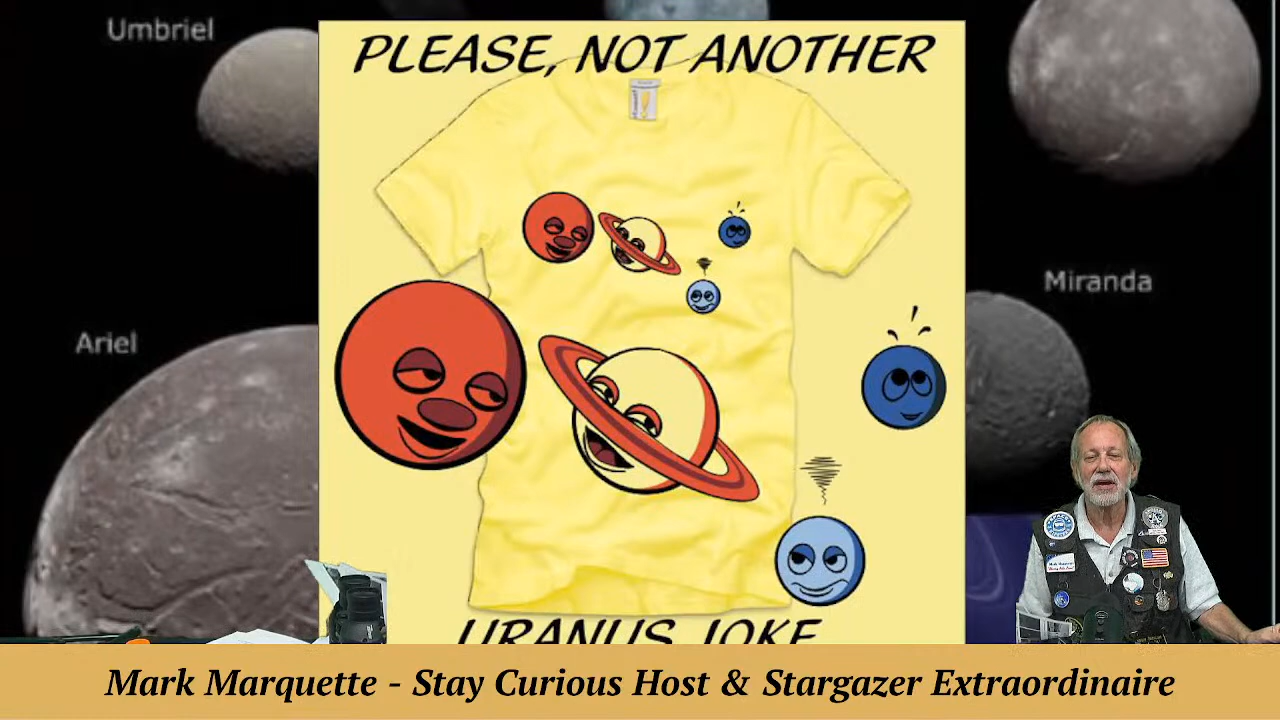 Umbriel
PLEASE, NOT ANOTHER
Miranda
Ariel
URANUS JOKE
Mark Marquette - Stay Curious Host & Stargazer Extraordinaire